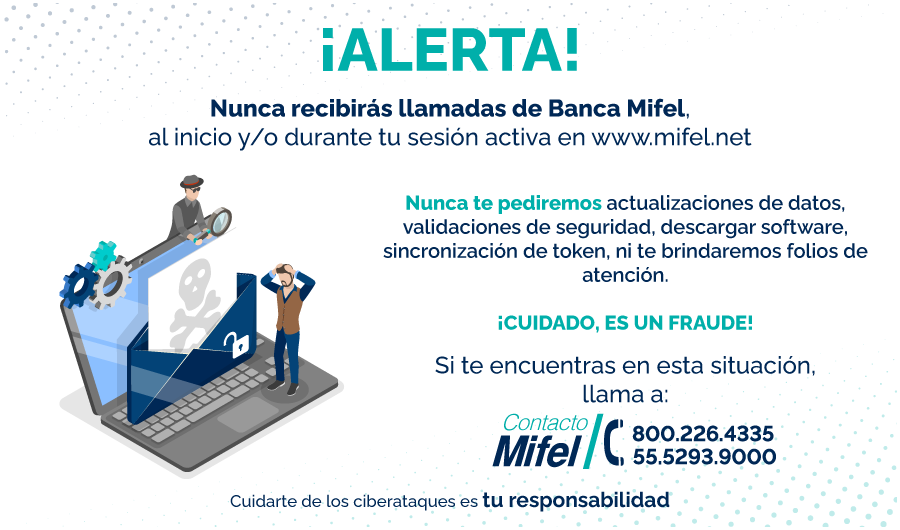 ¡ALERTA!
Nunca recibirás llamadas de Banca Mifel,
al inicio y/o durante tu sesión activa en www.mifel.net
Nunca te pediremos actualizaciones de datos,
validaciones de seguridad, descargar software,
sincronización de token, ni te brindaremos folios de
atención.
¡CUIDADO, ES UN FRAUDE!
Si te encuentras en esta situación,
llama a:
Contacto
Mifel
800.226.4335
55.5293.9000
Cuidarte de los ciberataques es tu responsabilidad